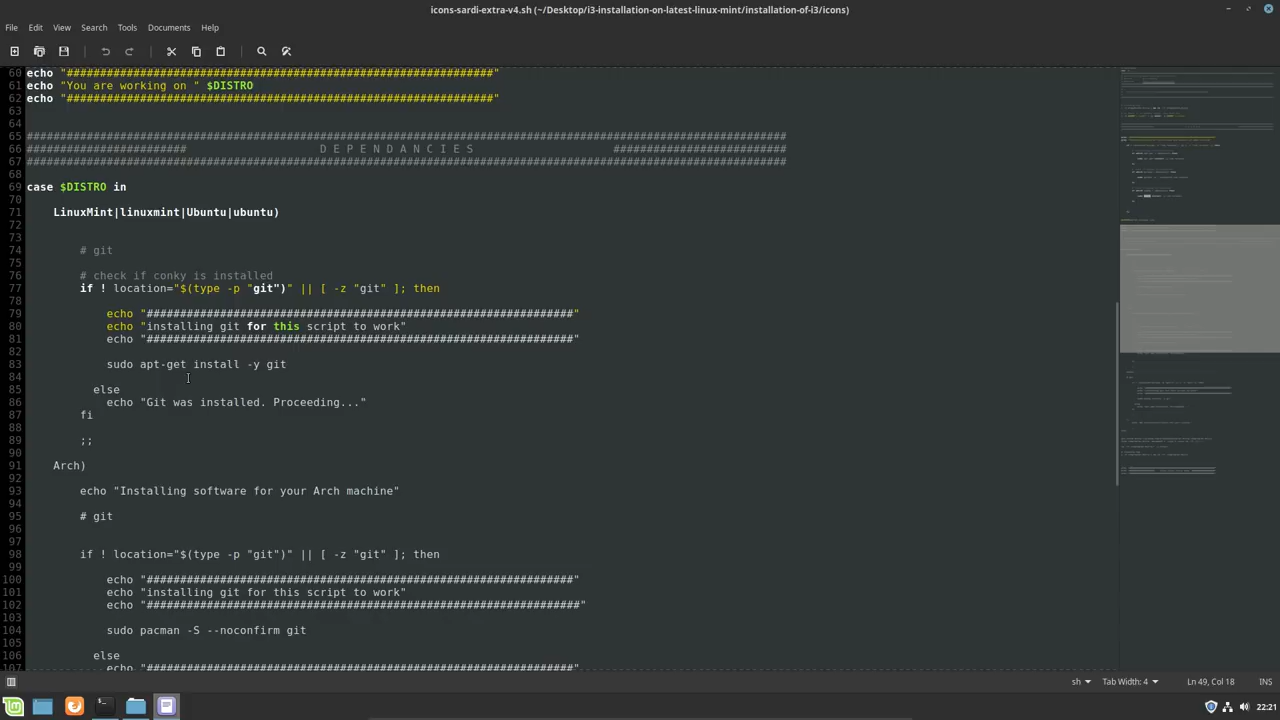 icons-sardi-extra-v4.sh (~/Desktop/i3-installation-on-latest-linux-mint/installation-of-i3/icons)
File Edit View Search Tools Documents Help
60 echo "################################################################"
61 echo "You are working on " $DISTRO
62 echo "################################################################"
63
64
65 ##################################################################################################################
66 ######################## D E P E N D A N C I E S ##########################
67 ##################################################################################################################
68
69 case $DISTRO in
70
71 LinuxMint|linuxmint|Ubuntu|ubuntu)
72
73
74 # git
75
76 # check if conky is installed
77 if ! location="$(type -p "git")" || [ -z "git" ]; then
78
79 echo "################################################################"
80 echo "installing git for this script to work"
81 echo "################################################################"
82
83 sudo apt-get install -y git
84
85 else
86 echo "Git was installed. Proceeding..."
87 fi
88
89 ;;
90
91 Arch)
92
93 echo "Installing software for your Arch machine"
94
95 # git
96
97
98 if ! location="$(type -p "git")" || [ -z "git" ]; then
99
100 echo "################################################################"
101 echo "installing git for this script to work"
102 echo "#################################################################"
103
104 sudo pacman -S --noconfirm git
105
106 else
107 echo "################################################################"
sh Tab Width: 4 Ln 49, Col 18 INS
22:21